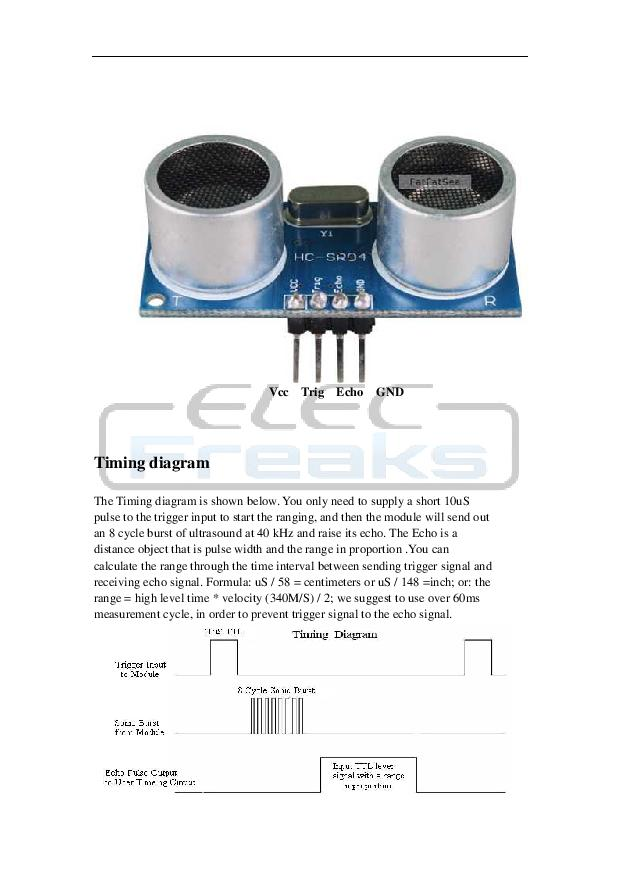 FatFatSee
Y1
HC-SR04
VCC Trig Echo GND
T R
Vcc Trig Echo GND
ELEC
Freaks
Timing diagram
The Timing diagram is shown below. You only need to supply a short 10uS
pulse to the trigger input to start the ranging, and then the module will send out
an 8 cycle burst of ultrasound at 40 kHz and raise its echo. The Echo is a
distance object that is pulse width and the range in proportion .You can
calculate the range through the time interval between sending trigger signal and
receiving echo signal. Formula: uS / 58 = centimeters or uS / 148 =inch; or: the
range = high level time * velocity (340M/S) / 2; we suggest to use over 60ms
measurement cycle, in order to prevent trigger signal to the echo signal.
Timing Diagram
Trigger Input
to Module
8 Cycle Sonic Burst
Sonic Burst
from Module
Echo Pulse Output
to User Timeing Circuit
Input TTL lever
signal with a range
in proportion